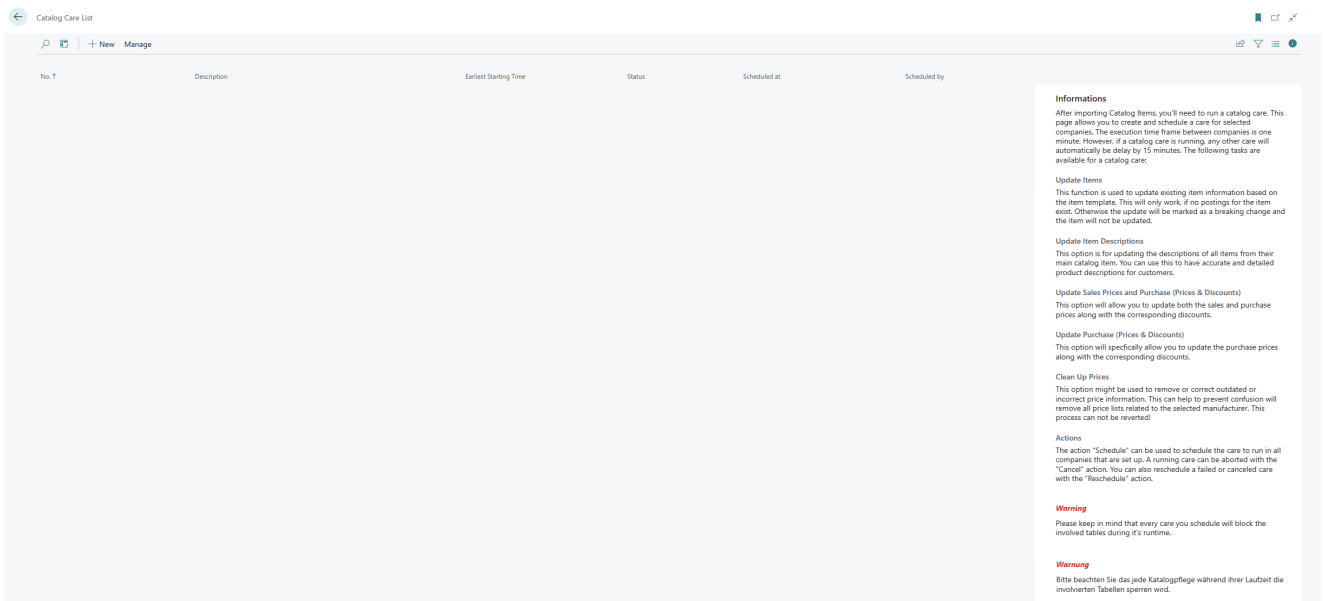 Catalog Care List
New Manage
No. ↑ Description Earliest Starting Time Status Scheduled at Scheduled by
Informations
After importing Catalog Items, you'll need to run a catalog care. This
page allows you to create and schedule a care for selected
companies. The execution time frame between companies is one
minute. However, if a catalog care is running, any other care will
automatically be delay by 15 minutes. The following tasks are
available for a catalog care:
Update Items
This function is used to update existing item information based on
the item template. This will only work, if no postings for the item
exist. Otherwise the update will be marked as a breaking change and
the item will not be updated.
Update Item Descriptions
This option is for updating the descriptions of all items from their
main catalog item. You can use this to have accurate and detailed
product descriptions for customers.
Update Sales Prices and Purchase (Prices & Discounts)
This option will allow you to update both the sales and purchase
prices along with the corresponding discounts.
Update Purchase (Prices & Discounts)
This option will specfically allow you to update the purchase prices
along with the corresponding discounts.
Clean Up Prices
This option might be used to remove or correct outdated or
incorrect price information. This can help to prevent confusion will
remove all price lists related to the selected manufacturer. This
process can not be reverted!
Actions
The action "Schedule" can be used to schedule the care to run in all
companies that are set up. A running care can be aborted with the
"Cancel" action. You can also reschedule a failed or canceled care
with the "Reschedule" action.
Warning
Please keep in mind that every care you schedule will block the
involved tables during it's runtime.
Warnung
Bitte beachten Sie das jede Katalogpflege während ihrer Laufzeit die
involvierten Tabellen sperren wird.